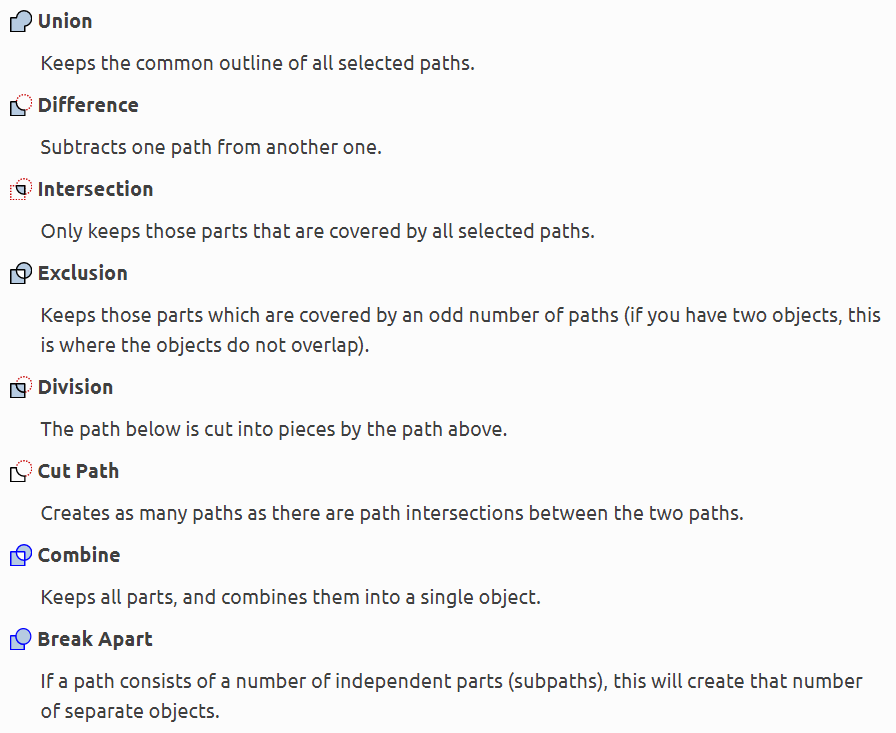 Union
Keeps the common outline of all selected paths.
Difference
Subtracts one path from another one.
Intersection
Only keeps those parts that are covered by all selected paths.
Exclusion
Keeps those parts which are covered by an odd number of paths (if you have two objects, this
is where the objects do not overlap).
Division
The path below is cut into pieces by the path above.
Cut Path
Creates as many paths as there are path intersections between the two paths.
Combine
Keeps all parts, and combines them into a single object.
Break Apart
If a path consists of a number of independent parts (subpaths), this will create that number
of separate objects.